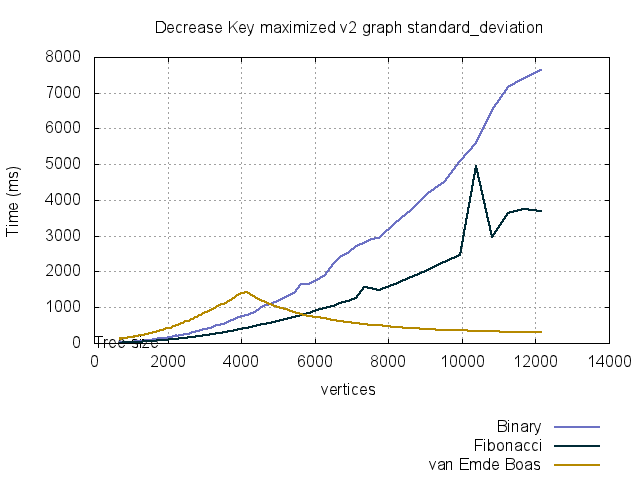 Decrease Key maximized v2 graph standard_deviation
8000
7000
6000
5000
4000
3000
2000
1000
0
Time (ms)
Tree size
0 2000 4000 6000 8000 10000 12000 14000
vertices
Binary
Fibonacci
van Emde Boas